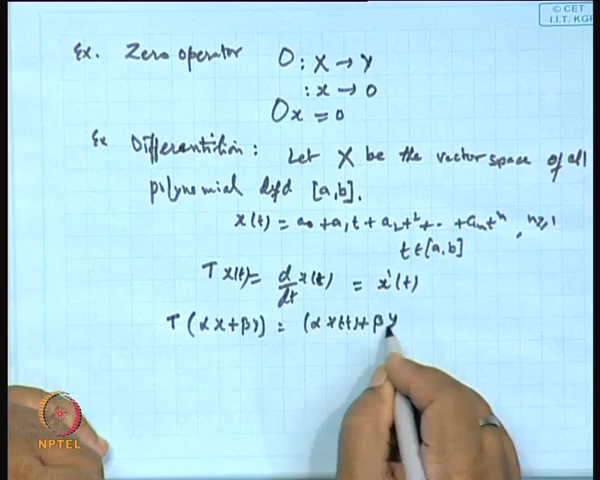 © CET
I.I.T. KGP
Ex. Zero operator O : X → Y
: x → 0
Ox = 0
Ex Differentiation : Let X be the vector space of all
polynomial dfd [a,b].
x(t) = a₀ + a₁t + a₂t² + .. + aₙtⁿ, n≥1
t ∈ [a,b]
T x(t) = d/dt x(t) = x'(t)
T(αx+βy) = (αx(t)+βy
NPTEL